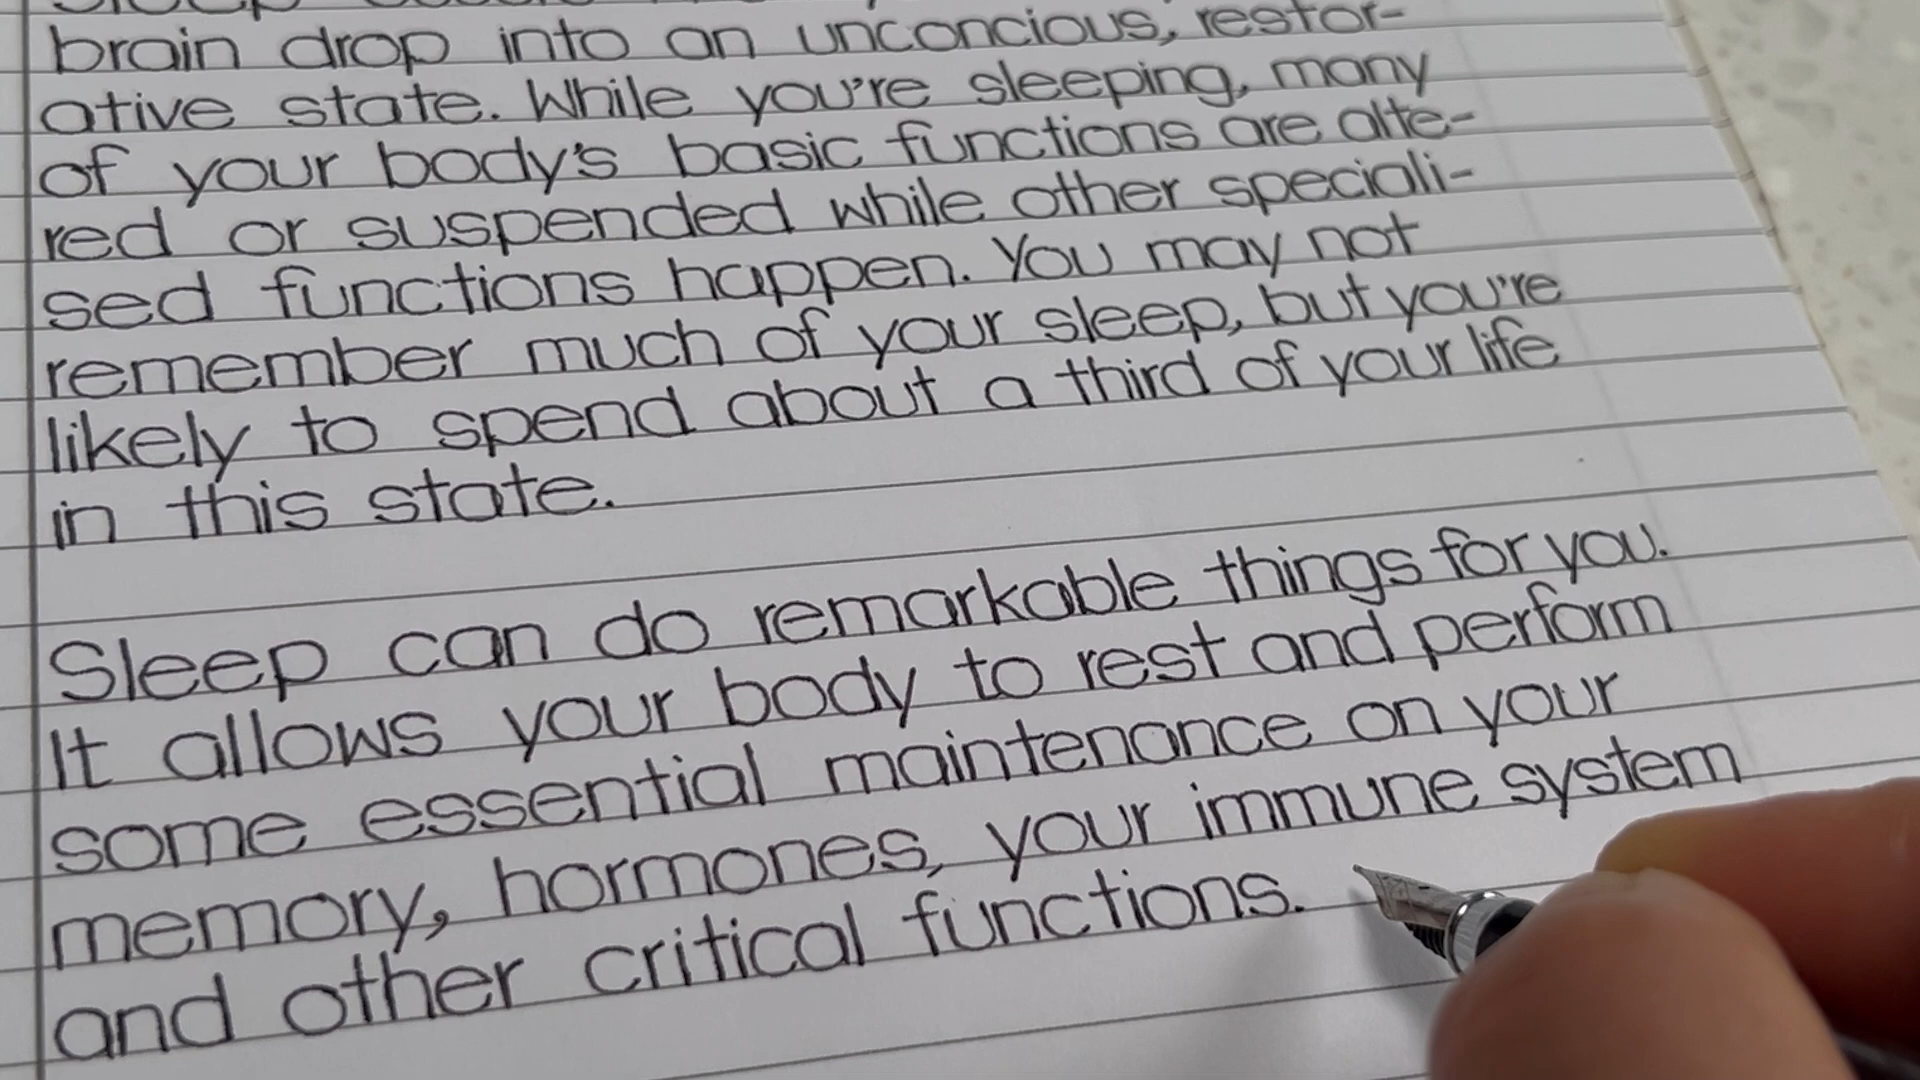 Sleep
brain drop into an unconcious, restor-
ative state. While you're sleeping, many
of your body's basic functions are alte-
red or suspended while other speciali-
sed functions happen. You may not
remember much of your sleep, but you're
likely to spend about a third of your life
in this state.
Sleep can do remarkable things for you.
It allows your body to rest and perform
some essential maintenance on your
memory, hormones, your immune system
and other critical functions.